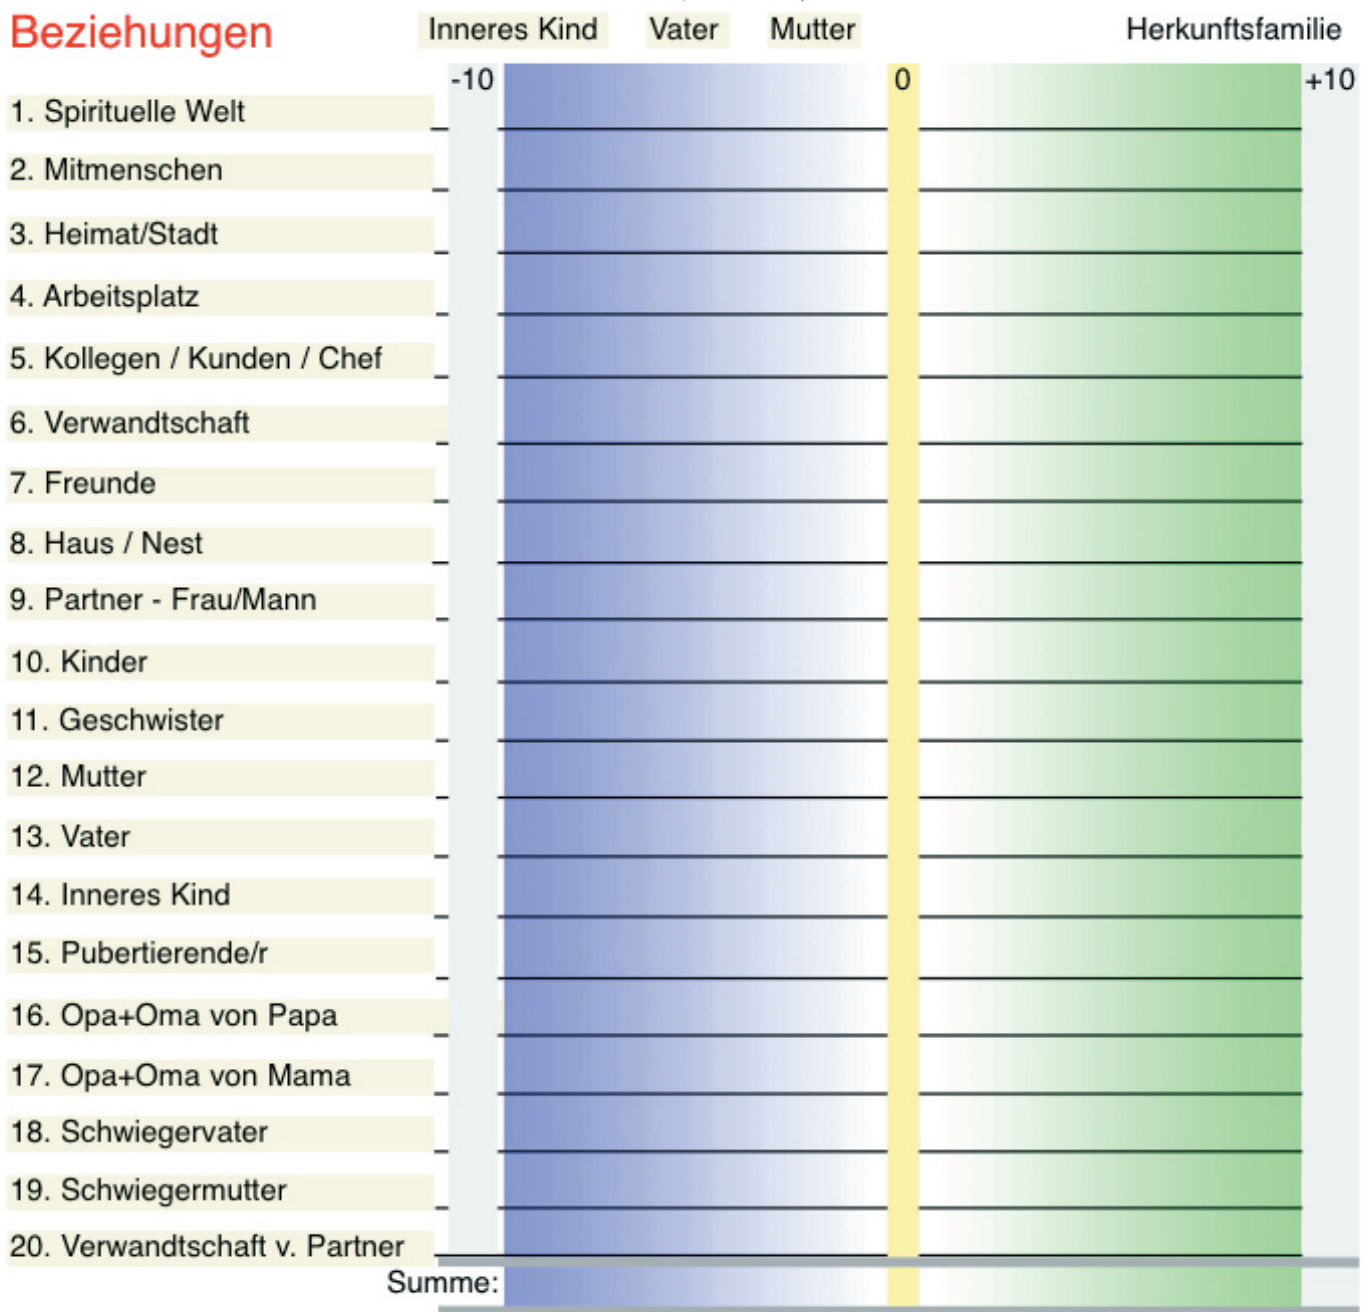 Beziehungen Inneres Kind Vater Mutter Herkunftsfamilie
-10 0 +10
1. Spirituelle Welt
2. Mitmenschen
3. Heimat/Stadt
4. Arbeitsplatz
5. Kollegen / Kunden / Chef
6. Verwandtschaft
7. Freunde
8. Haus / Nest
9. Partner - Frau/Mann
10. Kinder
11. Geschwister
12. Mutter
13. Vater
14. Inneres Kind
15. Pubertierende/r
16. Opa+Oma von Papa
17. Opa+Oma von Mama
18. Schwiegervater
19. Schwiegermutter
20. Verwandtschaft v. Partner
Summe: